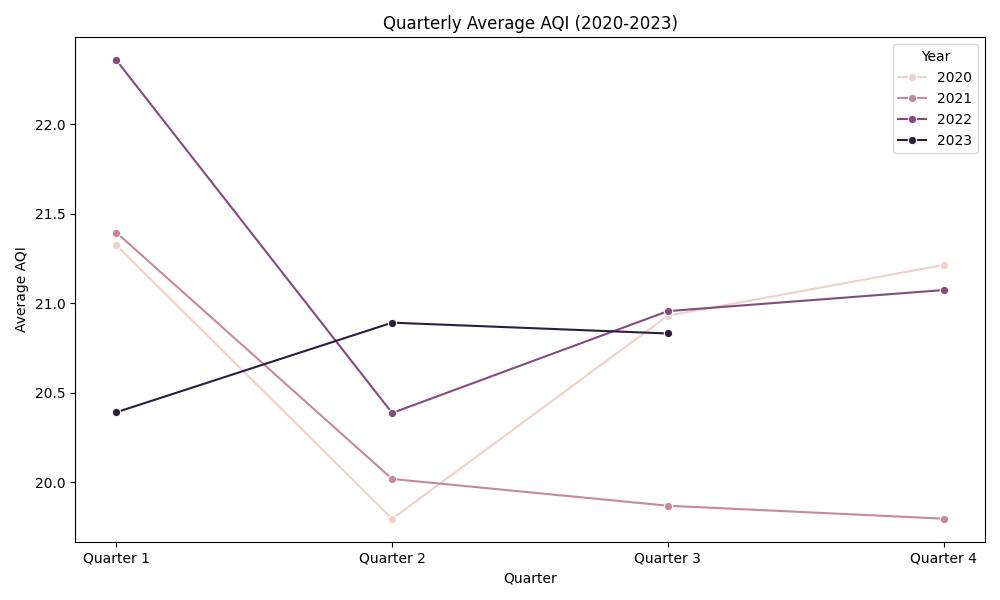 Quarterly Average AQI (2020-2023)
Year
2020
2021
2022
2023
22.0
21.5
21.0
20.5
20.0
Average AQI
Quarter 1
Quarter 2
Quarter 3
Quarter 4
Quarter